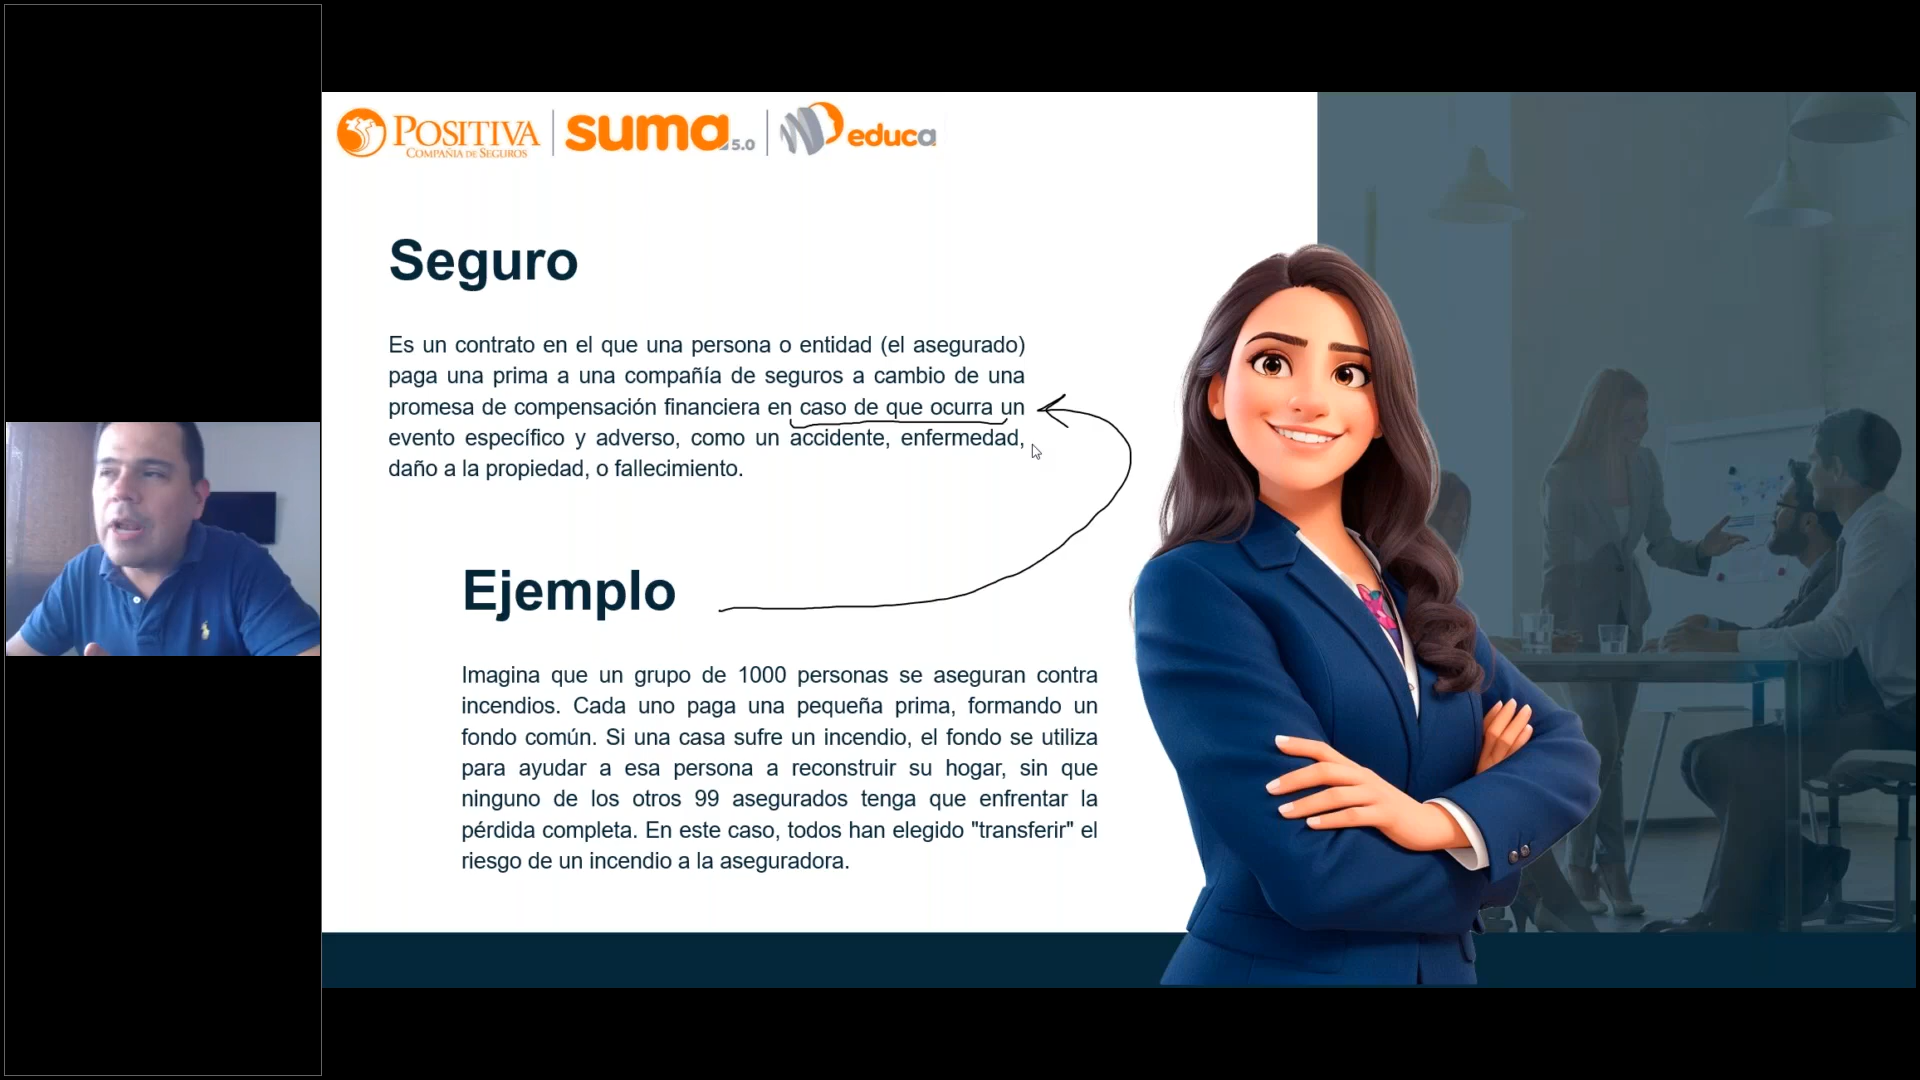 POSITIVA
COMPAÑIA DE SEGUROS
suma 5.0
educa
Seguro
Es un contrato en el que una persona o entidad (el asegurado)
paga una prima a una compañía de seguros a cambio de una
promesa de compensación financiera en caso de que ocurra un
evento específico y adverso, como un accidente, enfermedad,
daño a la propiedad, o fallecimiento.
Ejemplo
Imagina que un grupo de 1000 personas se aseguran contra
incendios. Cada uno paga una pequeña prima, formando un
fondo común. Si una casa sufre un incendio, el fondo se utiliza
para ayudar a esa persona a reconstruir su hogar, sin que
ninguno de los otros 99 asegurados tenga que enfrentar la
pérdida completa. En este caso, todos han elegido "transferir" el
riesgo de un incendio a la aseguradora.